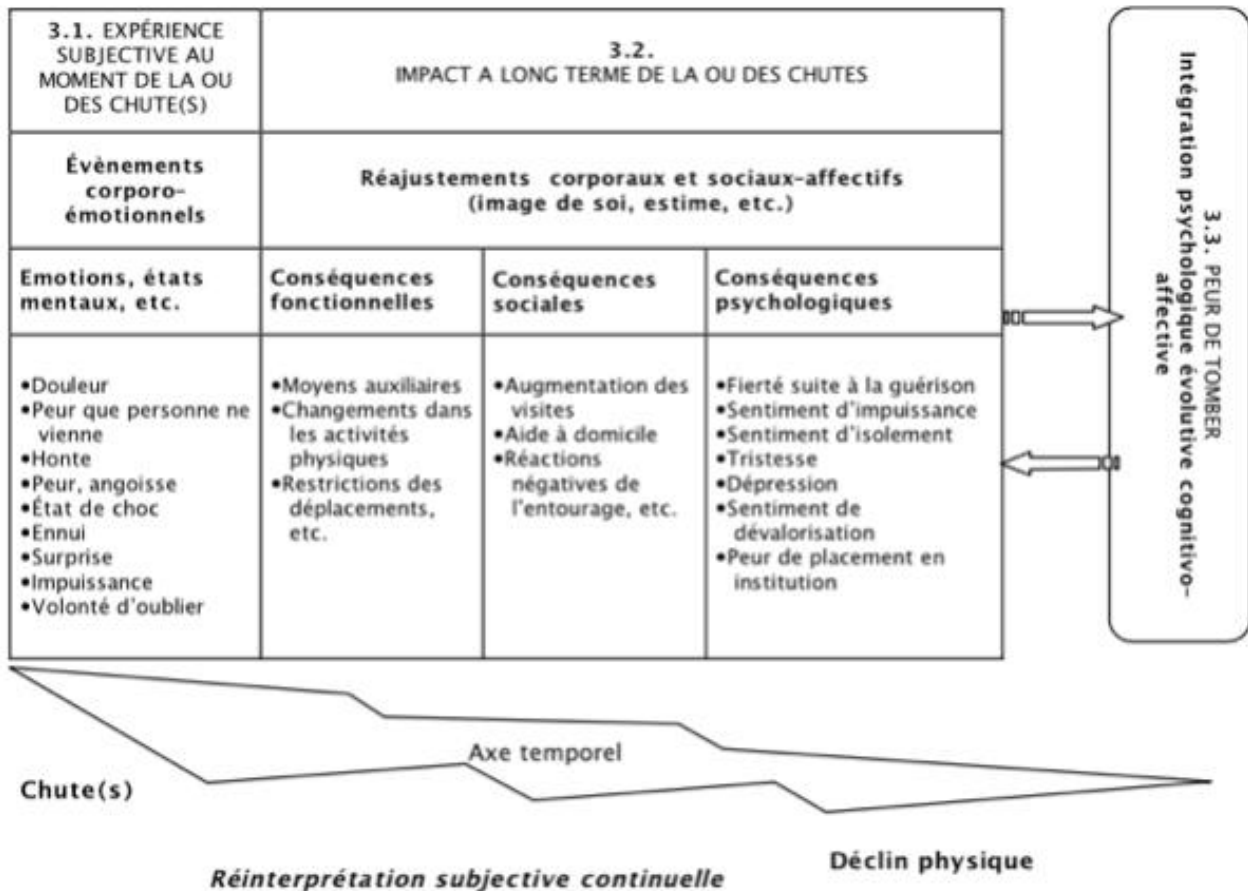 3.1. EXPÉRIENCE
SUBJECTIVE AU
MOMENT DE LA OU
DES CHUTE(S)
3.2.
IMPACT A LONG TERME DE LA OU DES CHUTES
Évènements
corporo-
émotionnels
Réajustements corporaux et sociaux-affectifs
(image de soi, estime, etc.)
Emotions, états
mentaux, etc.
Conséquences
fonctionnelles
Conséquences
sociales
Conséquences
psychologiques
•Douleur
•Peur que personne ne
vienne
•Honte
•Peur, angoisse
•État de choc
•Ennui
•Surprise
•Impuissance
•Volonté d'oublier
•Moyens auxiliaires
•Changements dans
les activités
physiques
•Restrictions des
déplacements,
etc.
•Augmentation des
visites
•Aide à domicile
•Réactions
négatives de
l'entourage, etc.
•Fierté suite à la guérison
•Sentiment d'impuissance
•Sentiment d'isolement
•Tristesse
•Dépression
•Sentiment de
dévalorisation
•Peur de placement en
institution
3.3. PEUR DE TOMBER
Intégration psychologique évolutive cognitivo-
affective
Axe temporel
Chute(s)
Déclin physique
Réinterprétation subjective continuelle